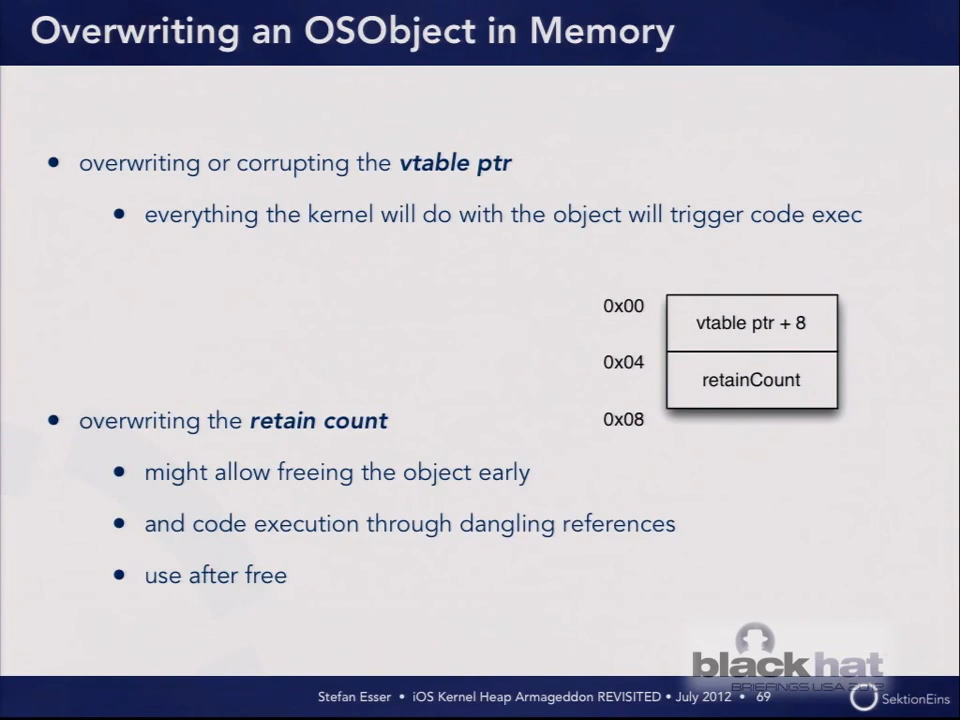 Overwriting an OSObject in Memory
• overwriting or corrupting the vtable ptr
• everything the kernel will do with the object will trigger code exec
0x00
vtable ptr + 8
0x04
retainCount
0x08
• overwriting the retain count
• might allow freeing the object early
• and code execution through dangling references
• use after free
blackhat
BRIEFINGS USA 2012
Stefan Esser • iOS Kernel Heap Armageddon REVISITED • July 2012 • 69
SektionEins